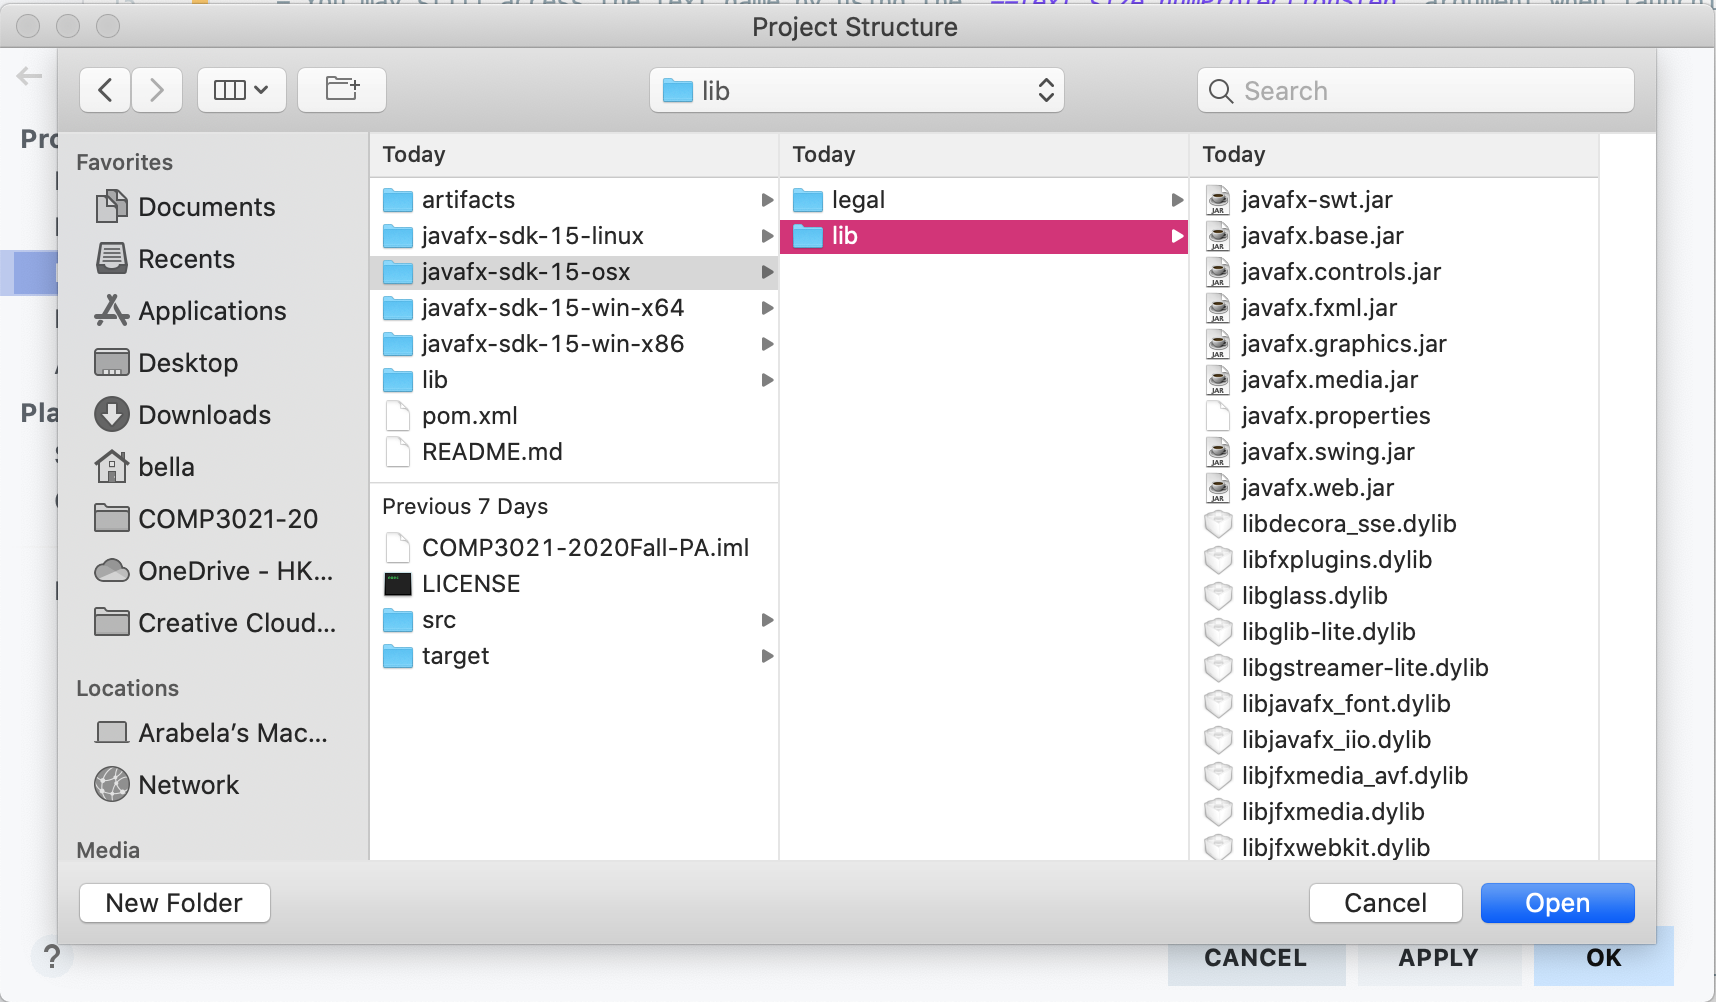 Project Structure
lib
Search
Pro
Pla
Favorites
Documents
Recents
Applications
Desktop
Downloads
bella
COMP3021-20
OneDrive - HK...
Creative Cloud...
Locations
Arabela’s Mac...
Network
Media
Today
artifacts
javafx-sdk-15-linux
javafx-sdk-15-osx
javafx-sdk-15-win-x64
javafx-sdk-15-win-x86
lib
pom.xml
README.md
Previous 7 Days
COMP3021-2020Fall-PA.iml
LICENSE
src
target
Today
legal
lib
Today
javafx-swt.jar
javafx.base.jar
javafx.controls.jar
javafx.fxml.jar
javafx.graphics.jar
javafx.media.jar
javafx.properties
javafx.swing.jar
javafx.web.jar
libdecora_sse.dylib
libfxplugins.dylib
libglass.dylib
libglib-lite.dylib
libgstreamer-lite.dylib
libjavafx_font.dylib
libjavafx_iio.dylib
libjfxmedia_avf.dylib
libjfxmedia.dylib
libjfxwebkit.dylib
New Folder
Cancel
Open
?
CANCEL
APPLY
OK